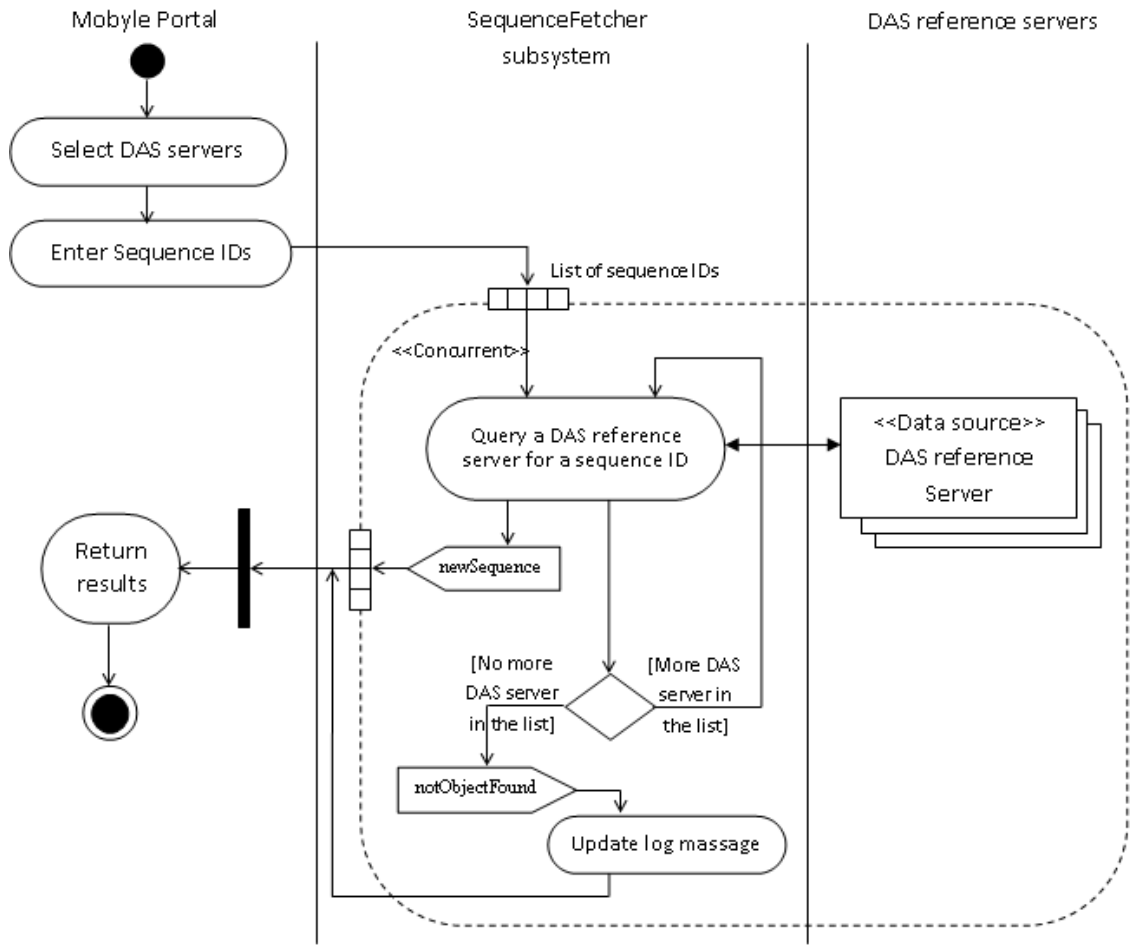 Mobyle Portal
SequenceFetcher
subsystem
DAS reference servers
Select DAS servers
Enter Sequence IDs
List of sequence IDs
<<Concurrent>>
Query a DAS reference
server for a sequence ID
<<Data source>>
DAS reference
Server
Return
results
newSequence
[No more
DAS server
in the list]
[More DAS
server in
the list]
notObjectFound
Update log massage